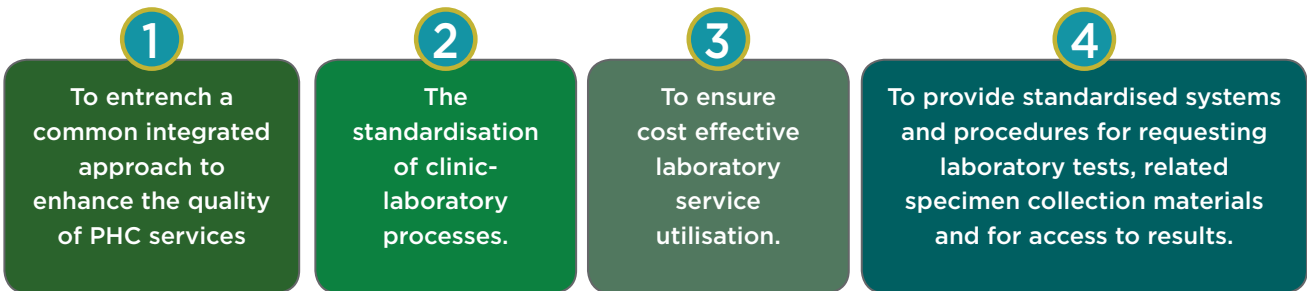 1
To entrench a
common integrated
approach to
enhance the quality
of PHC services
2
The
standardisation
of clinic-
laboratory
processes.
3
To ensure
cost effective
laboratory
service
utilisation.
4
To provide standardised systems
and procedures for requesting
laboratory tests, related
specimen collection materials
and for access to results.